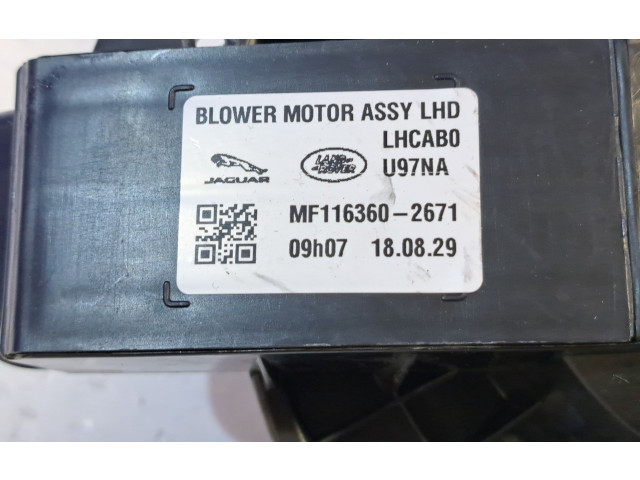 BLOWER MOTOR ASSY LHD
LHCAB0
JAGUAR
LAND ROVER
U97NA
MF116360-2671
09h07 18.08.29